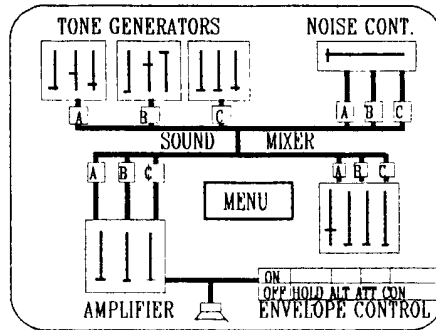 TONE GENERATORS NOISE CONT.
A B C A B C
SOUND MIXER
A B C A B C
MENU
ON
OFF HOLD ALT ATT CON
AMPLIFIER ENVELOPE CONTROL